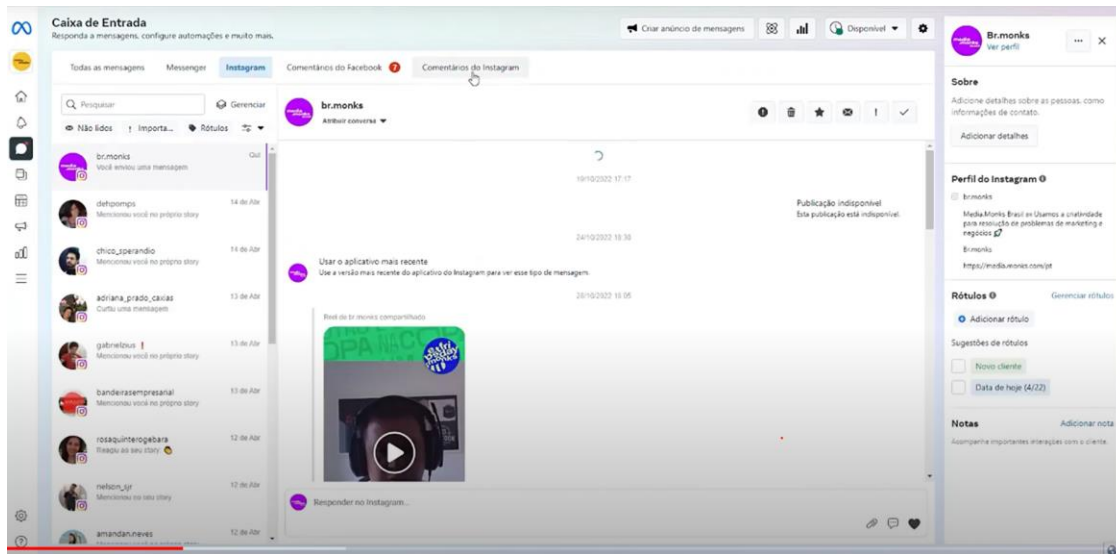 Caixa de Entrada
Responda a mensagens, configure automações e muito mais.
Criar anúncio de mensagens
Disponível
Todas as mensagens
Messenger
Instagram
Comentários do Facebook
Comentários do Instagram
Pesquisar
Gerenciar
Não lidos
Importa...
Rótulos
br.monks
Atribuir conversa
br.monks
Você enviou uma mensagem
Qui
defipomps
Mencionou você no próprio story
14 de Abr
chico_sperandio
Mencionou você no próprio story
14 de Abr
adriana_prado_caxias
Curtiu uma mensagem
13 de Abr
gabrielzius
Mencionou você no próprio story
13 de Abr
bandeirasempresarial
Mencionou você no próprio story
13 de Abr
rosaquinterogebara
Reagiu ao seu story:
12 de Abr
nelson_sjr
Mencionou no seu story
12 de Abr
amandan.neves
12 de Abr
19/10/2022 17:17
Publicação indisponível
Esta publicação está indisponível.
24/10/2022 18:30
Usar o aplicativo mais recente
Use a versão mais recente do aplicativo do Instagram para ver esse tipo de mensagem.
Reel de br.monks compartilhado
OPA NA CO
Responder no Instagram...
Br.monks
Ver perfil
Sobre
Adicione detalhes sobre as pessoas, como
informações de contato.
Adicionar detalhes
Perfil do Instagram
br.monks
Media.Monks Brasil
Usamos a criatividade
para resolução de problemas de marketing e
negócios
Br.monks
https://media.monks.com/pt
Rótulos
Gerenciar rótulos
Adicionar rótulo
Sugestões de rótulos
Novo cliente
Data de hoje (4/22)
Notas
Adicionar nota
Acompanhe importantes interações com o cliente.